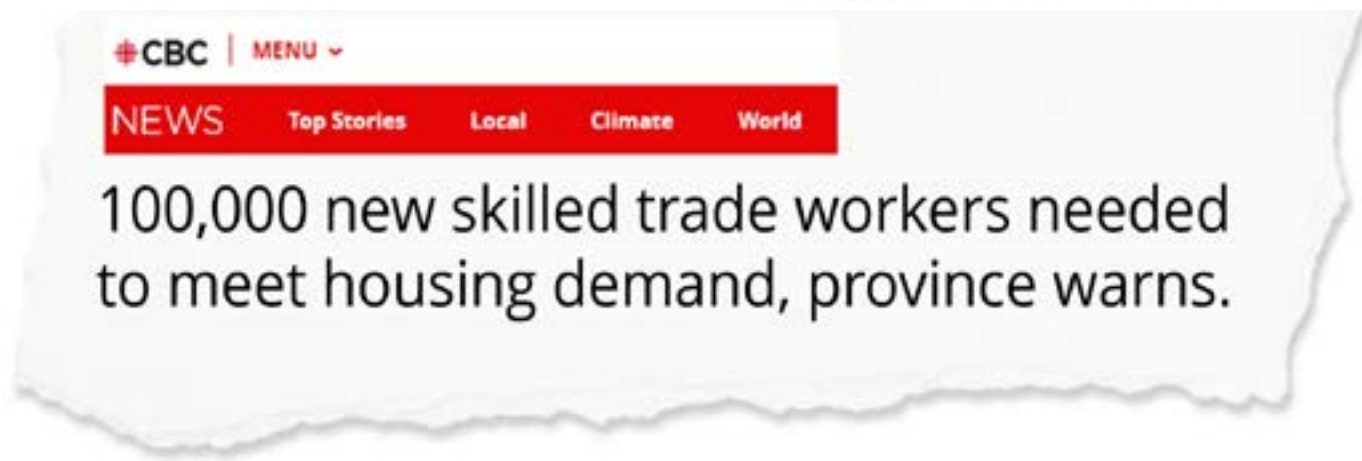 CBC | MENU
NEWS Top Stories Local Climate World
100,000 new skilled trade workers needed
to meet housing demand, province warns.